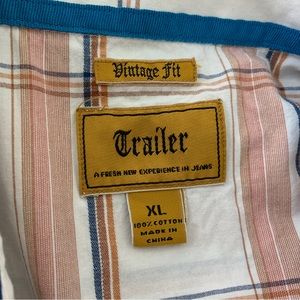 Vintage Fit
Trailer
A FRESH NEW EXPERIENCE IN JEANS
XL
100% COTTON
MADE IN
CHINA